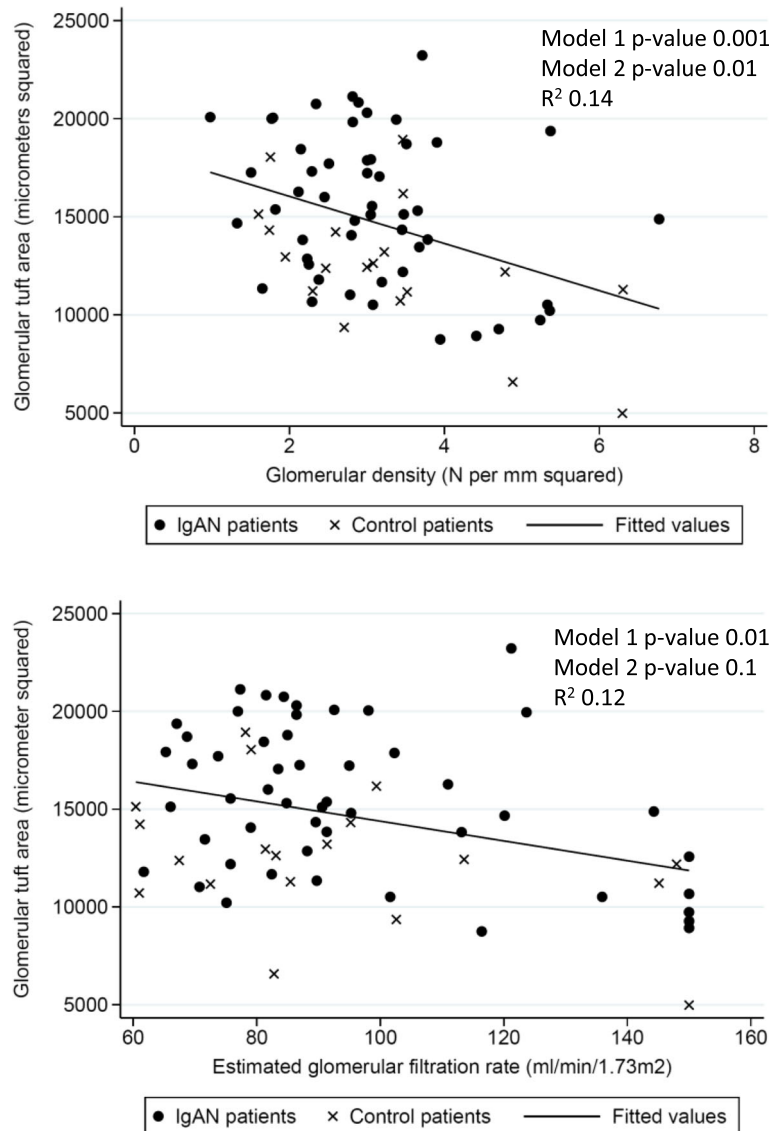 Model 1 p-value 0.001
Model 2 p-value 0.01
R² 0.14
Glomerular tuft area (micrometers squared)
25000
20000
15000
10000
5000
0 2 4 6 8
Glomerular density (N per mm squared)
IgAN patients Control patients Fitted values
Model 1 p-value 0.01
Model 2 p-value 0.1
R² 0.12
Glomerular tuft area (micrometer squared)
25000
20000
15000
10000
5000
60 80 100 120 140 160
Estimated glomerular filtration rate (ml/min/1.73m2)
IgAN patients Control patients Fitted values